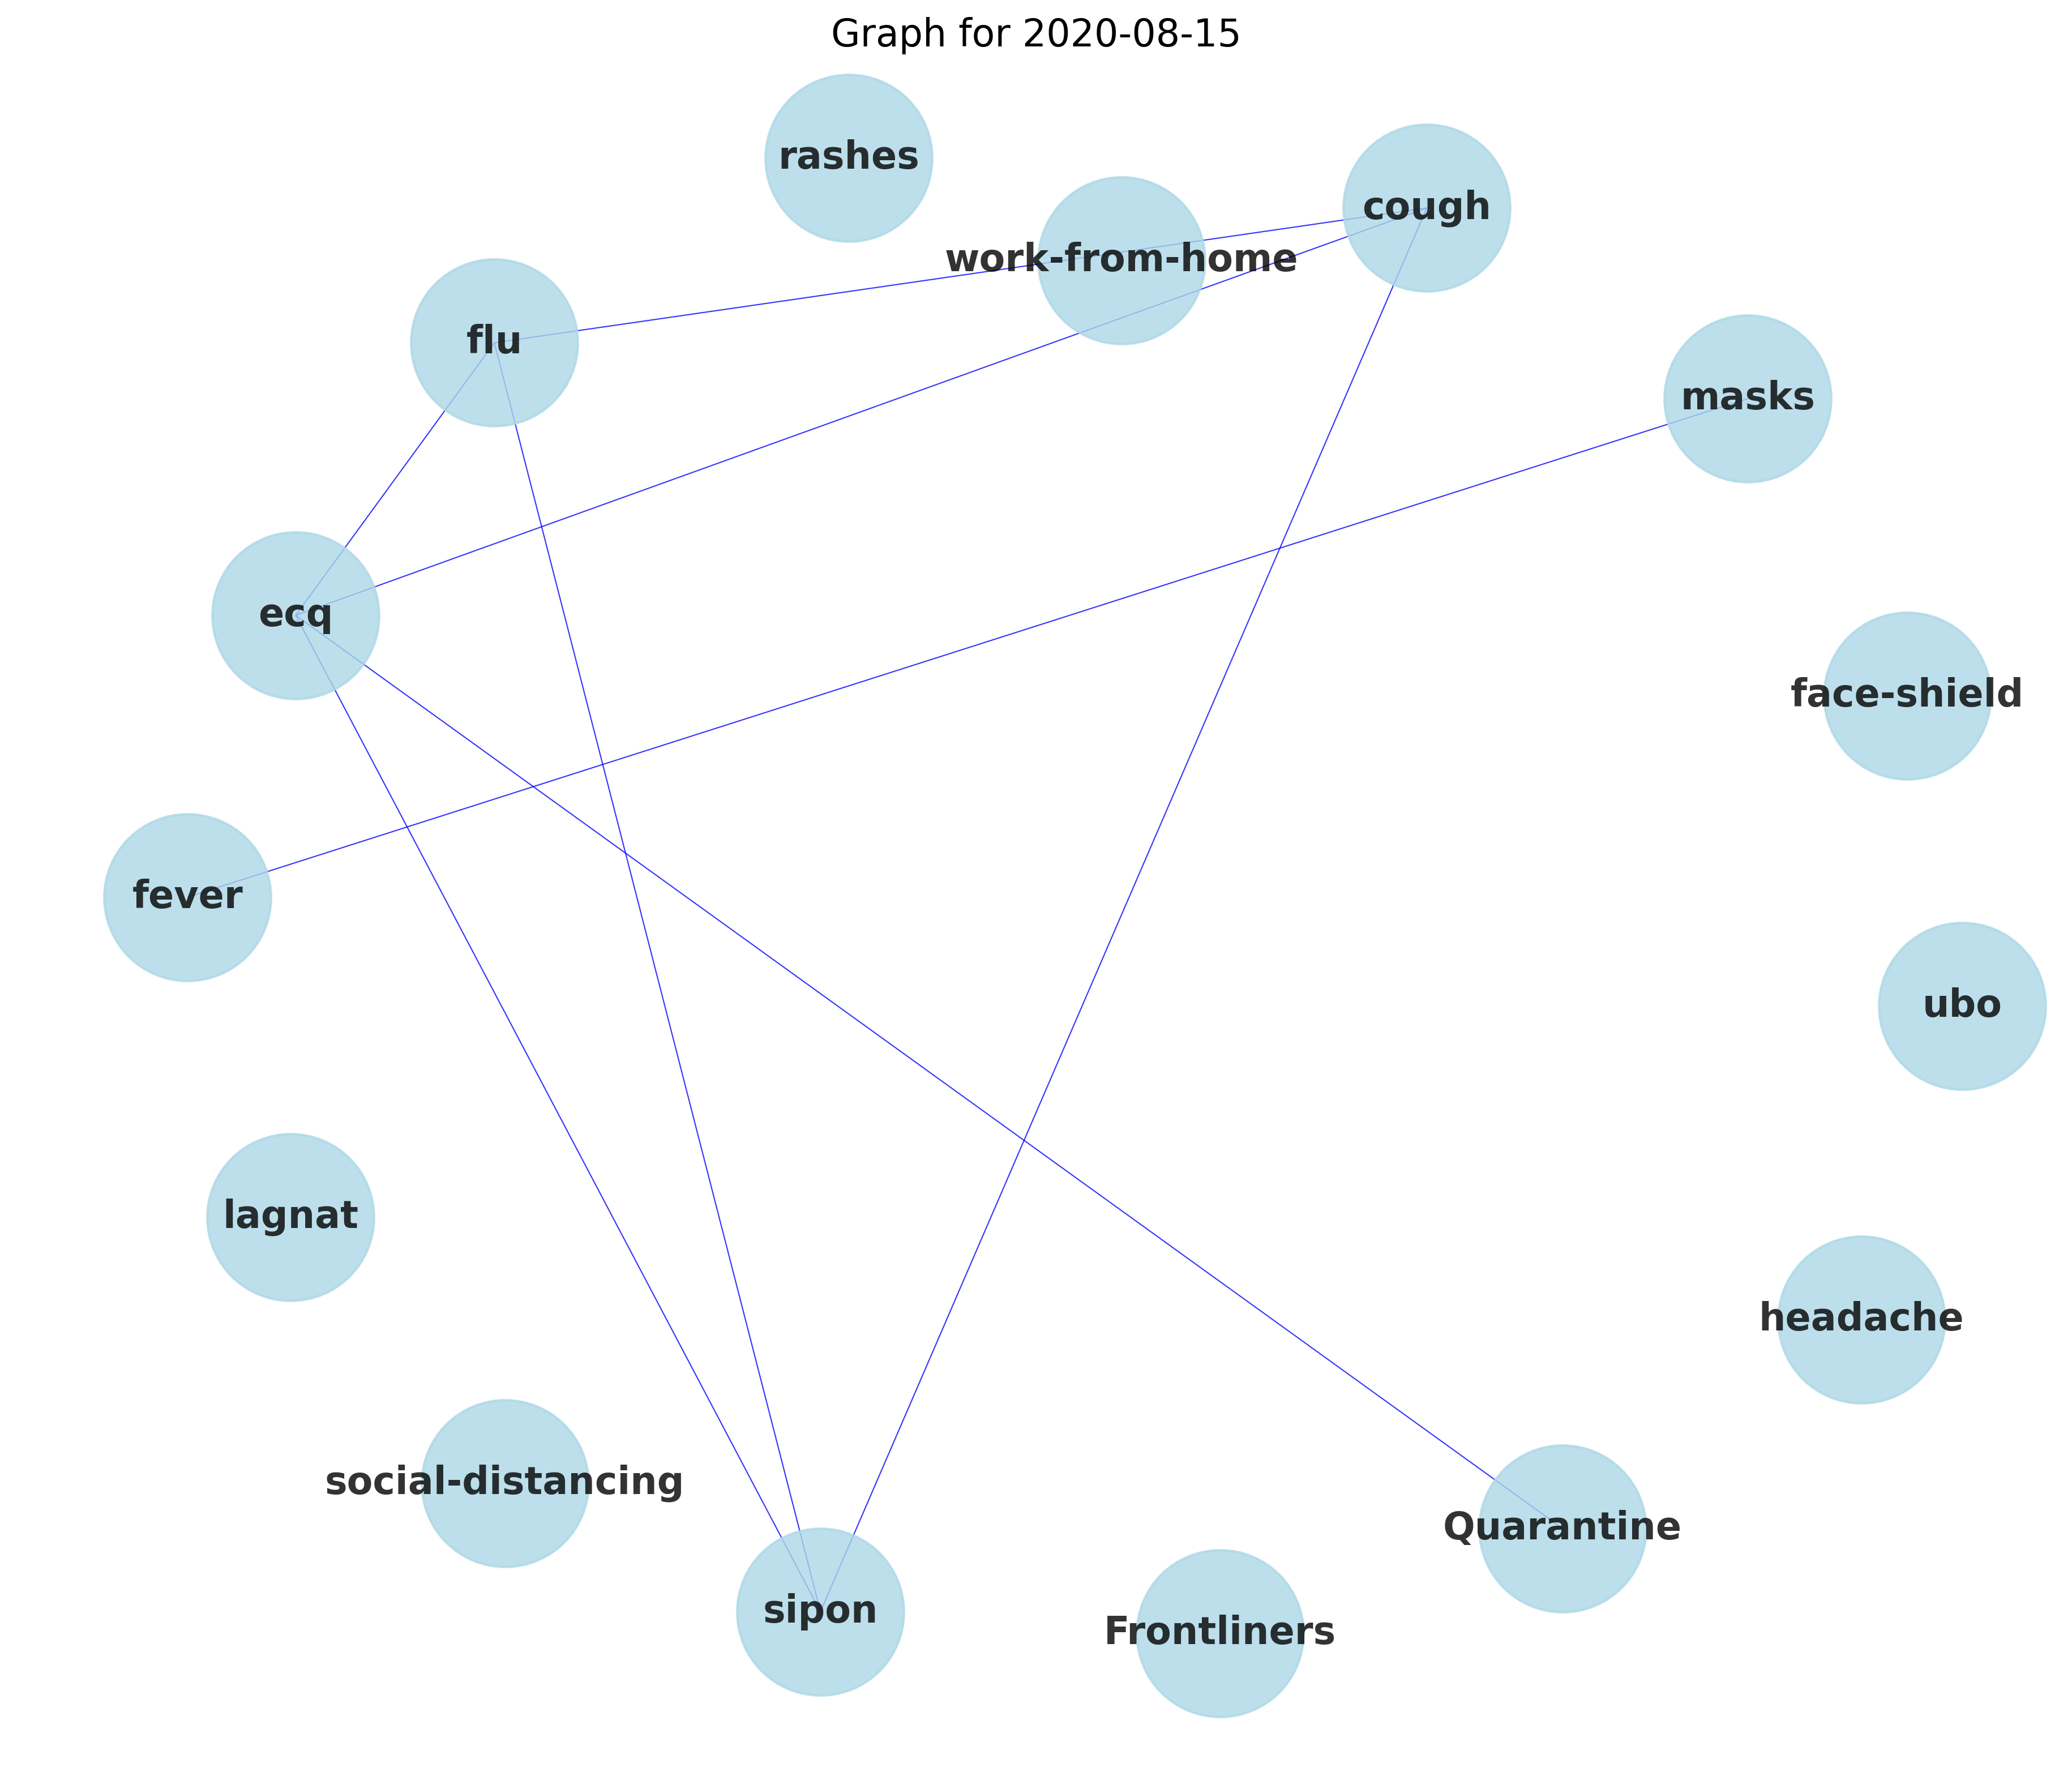 Graph for 2020-08-15
rashes
cough
work-from-home
flu
masks
ecq
face-shield
fever
ubo
lagnat
headache
social-distancing
Quarantine
sipon
Frontliners